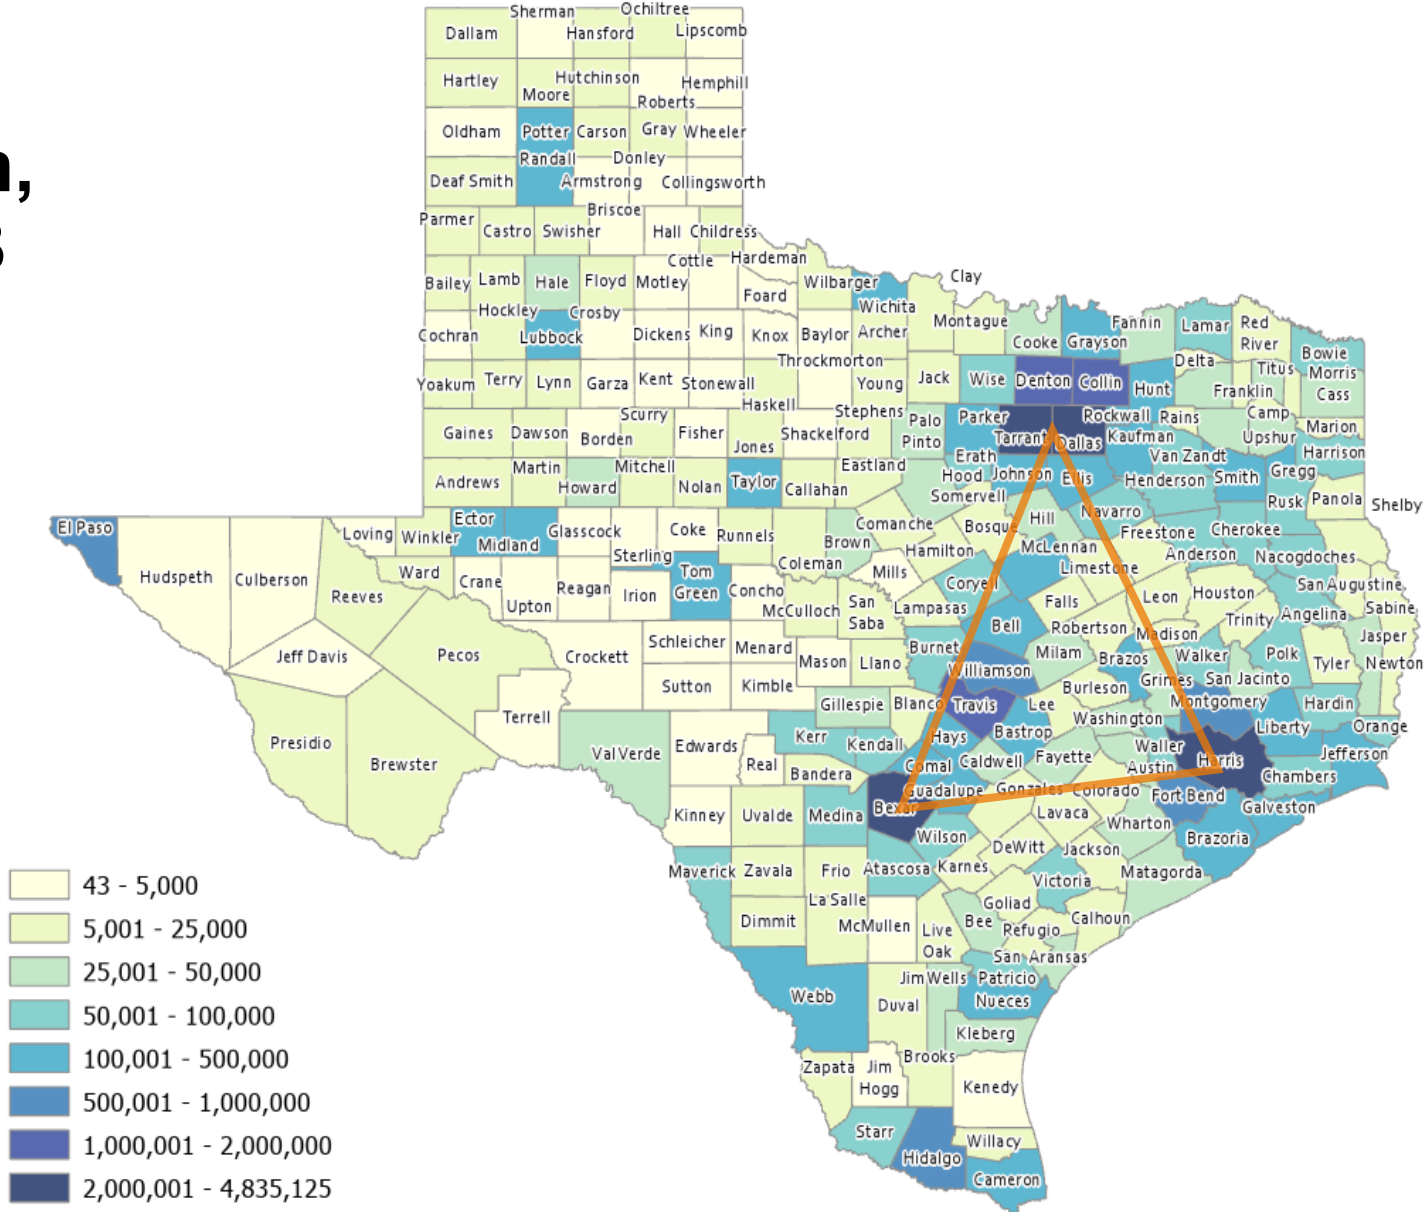 Sherman
Ochiltree
Dallam
Hansford
Lipscomb
Hartley
Moore
Hutchinson
Roberts
Hemphill
n,
Oldham
Potter
Carson
Gray
Wheeler
Randall
Donley
Deaf Smith
Armstrong
Collingsworth
3
Parmer
Castro
Swisher
Briscoe
Hall
Childress
Cottle
Hardeman
Bailey
Lamb
Hale
Floyd
Motley
Foard
Wilbarger
Clay
Hockley
Crosby
Wichita
Cochran
Lubbock
Dickens
King
Knox
Baylor
Archer
Montague
Cooke
Grayson
Fannin
Lamar
Red
River
Bowie
Throckmorton
Delta
Titus
Morris
Yoakum
Terry
Lynn
Garza
Kent
Stonewall
Haskell
Young
Jack
Wise
Denton
Collin
Hunt
Franklin
Cass
Gaines
Dawson
Borden
Scurry
Fisher
Jones
Shackelford
Stephens
Palo
Pinto
Parker
Tarrant
Dallas
Rockwall
Kaufman
Rains
Camp
Upshur
Marion
Van Zandt
Harrison
Andrews
Martin
Howard
Mitchell
Nolan
Taylor
Callahan
Eastland
Erath
Hood
Johnson
Ellis
Henderson
Smith
Gregg
Somervell
Rusk
Panola
Shelby
El Paso
Hudspeth
Culberson
Loving
Winkler
Ector
Midland
Glasscock
Sterling
Coke
Runnels
Coleman
Brown
Comanche
Bosque
Hill
Navarro
Freestone
Cherokee
Hamilton
McLennan
Limestone
Anderson
Nacogdoches
Reeves
Ward
Crane
Upton
Reagan
Irion
Tom
Green
Concho
McCulloch
San
Saba
Mills
Lampasas
Coryell
Falls
Leon
Houston
San Augustine
Sabine
Jeff Davis
Pecos
Crockett
Schleicher
Menard
Mason
Llano
Burnet
Bell
Robertson
Madison
Trinity
Angelina
Jasper
Milam
Brazos
Walker
Polk
Tyler
Newton
Sutton
Kimble
Williamson
Grimes
San Jacinto
Terrell
Gillespie
Blanco
Travis
Lee
Burleson
Montgomery
Hardin
Presidio
Brewster
Val Verde
Edwards
Real
Kerr
Kendall
Hays
Bastrop
Washington
Liberty
Orange
Bandera
Comal
Caldwell
Fayette
Waller
Austin
Harris
Jefferson
Chambers
Kinney
Uvalde
Medina
Bexar
Guadalupe
Gonzales
Colorado
Fort Bend
Galveston
Wilson
Lavaca
Wharton
Brazoria
Maverick
Zavala
Frio
Atascosa
Karnes
DeWitt
Jackson
Matagorda
Victoria
Dimmit
La Salle
McMullen
Live
Oak
Goliad
Bee
Refugio
Calhoun
San
Patricio
Aransas
Webb
Duval
Jim Wells
Nueces
Kleberg
Zapata
Jim
Hogg
Brooks
Kenedy
Starr
Hidalgo
Willacy
Cameron
43 - 5,000
5,001 - 25,000
25,001 - 50,000
50,001 - 100,000
100,001 - 500,000
500,001 - 1,000,000
1,000,001 - 2,000,000
2,000,001 - 4,835,125